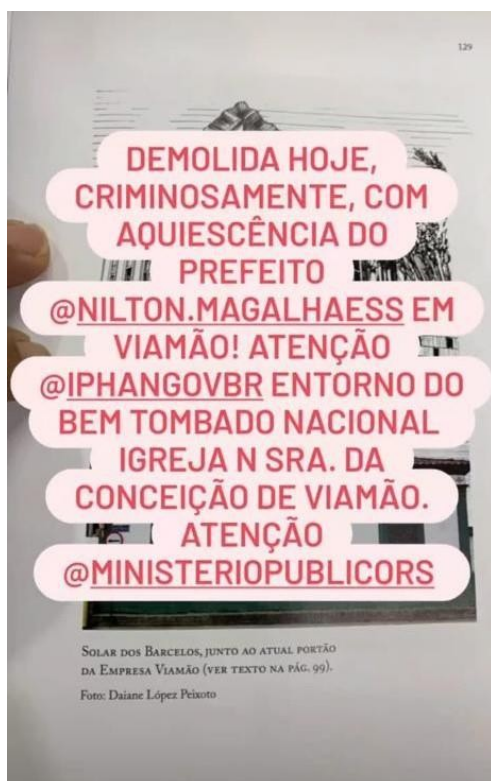 129
DEMOLIDA HOJE,
CRIMINOSAMENTE, COM
AQUIESCÊNCIA DO
PREFEITO
@NILTON.MAGALHAESS EM
VIAMÃO! ATENÇÃO
@IPHANGOVBR ENTORNO DO
BEM TOMBADO NACIONAL
IGREJA N SRA. DA
CONCEIÇÃO DE VIAMÃO.
ATENÇÃO
@MINISTERIOPUBLICORS
SOLAR DOS BARCELOS, JUNTO AO ATUAL PORTÃO
DA EMPRESA VIAMÃO (VER TEXTO NA PÁG. 99).
Foto: Daiane López Peixoto